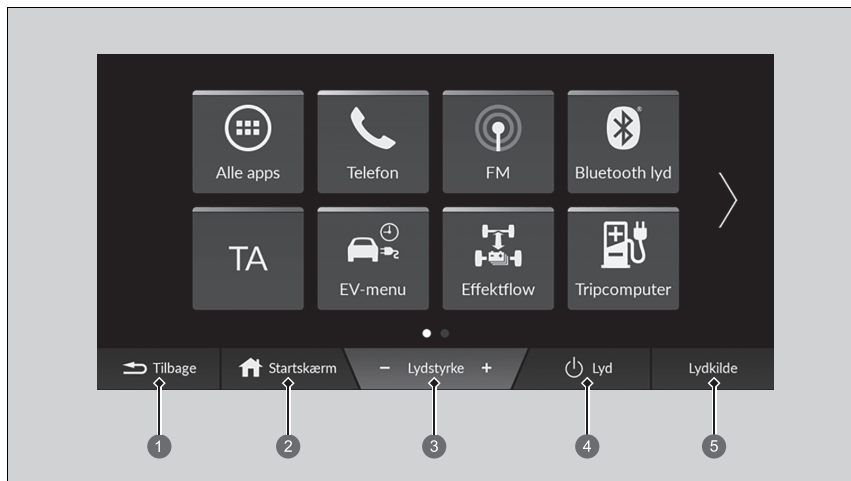 Alle apps
Telefon
FM
Bluetooth lyd
TA
EV-menu
Effektflow
Tripcomputer
Tilbage
Startskærm
− Lydstyrke +
Lyd
Lydkilde
1
2
3
4
5